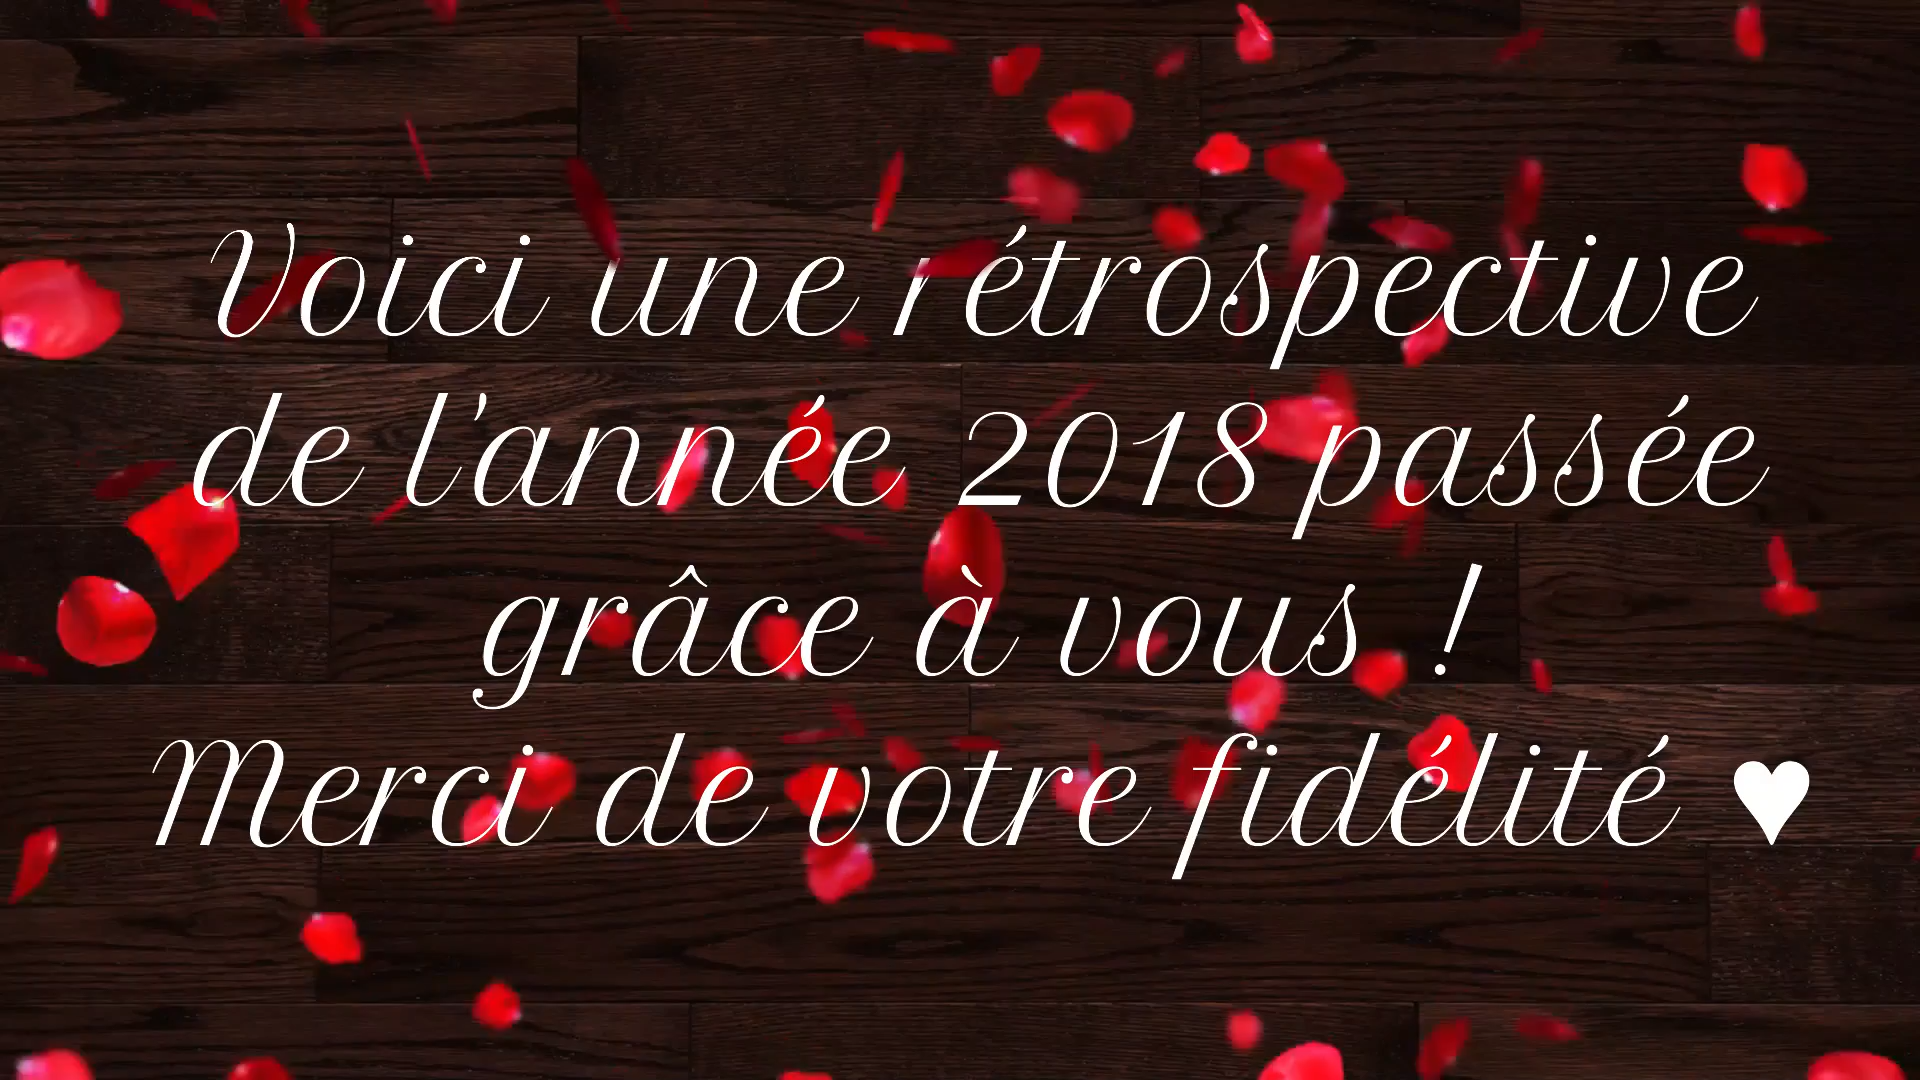 Voici une rétrospective
de l'année 2018 passée
grâce à vous !
Merci de votre fidélité ♥